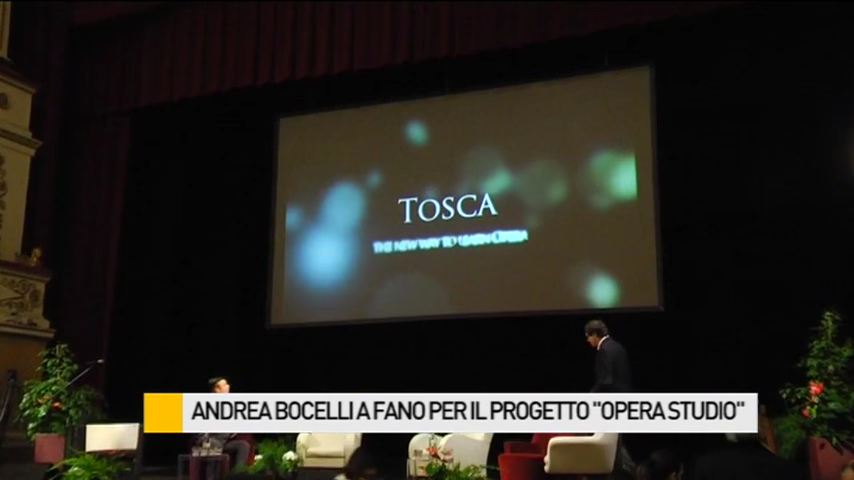 TOSCA
THE NEW WAY TO LEARN OPERA
ANDREA BOCELLI A FANO PER IL PROGETTO "OPERA STUDIO"